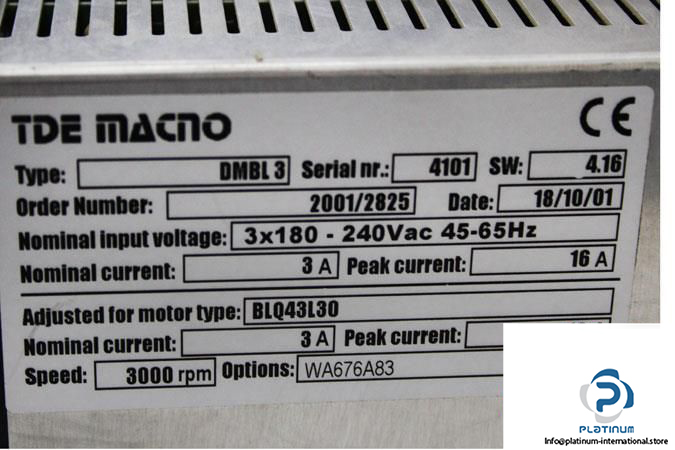 TDE MACNO CE
Type: DMBL 3 Serial nr.: 4101 SW: 4.16
Order Number: 2001/2825 Date: 18/10/01
Nominal input voltage: 3x180 - 240Vac 45-65Hz
Nominal current: 3 A Peak current: 16 A
Adjusted for motor type: BLQ43L30
Nominal current: 3 A Peak current:
Speed: 3000 rpm Options: WA676A83
PLATINUM
Info@platinum-international.store